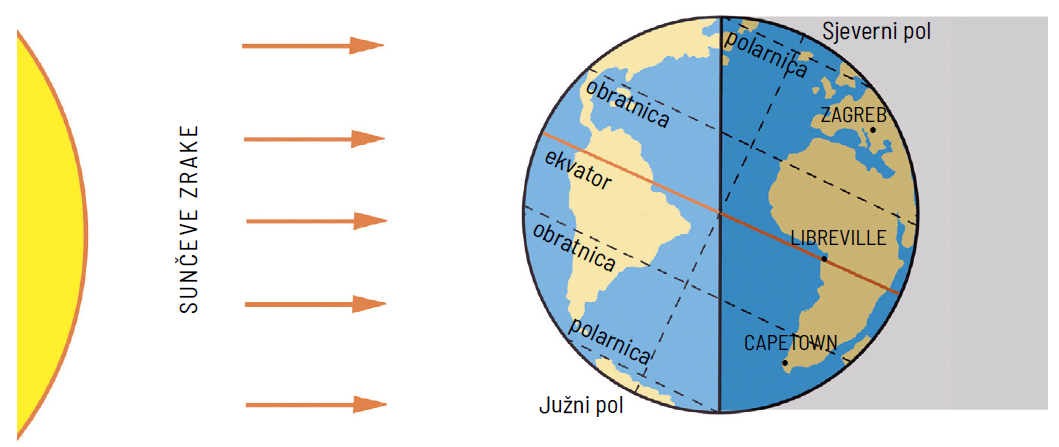 SUNČEVE ZRAKE
Sjeverni pol
polarnica
obratnica
ZAGREB
ekvator
LIBREVILLE
obratnica
polarnica
CAPETOWN
Južni pol